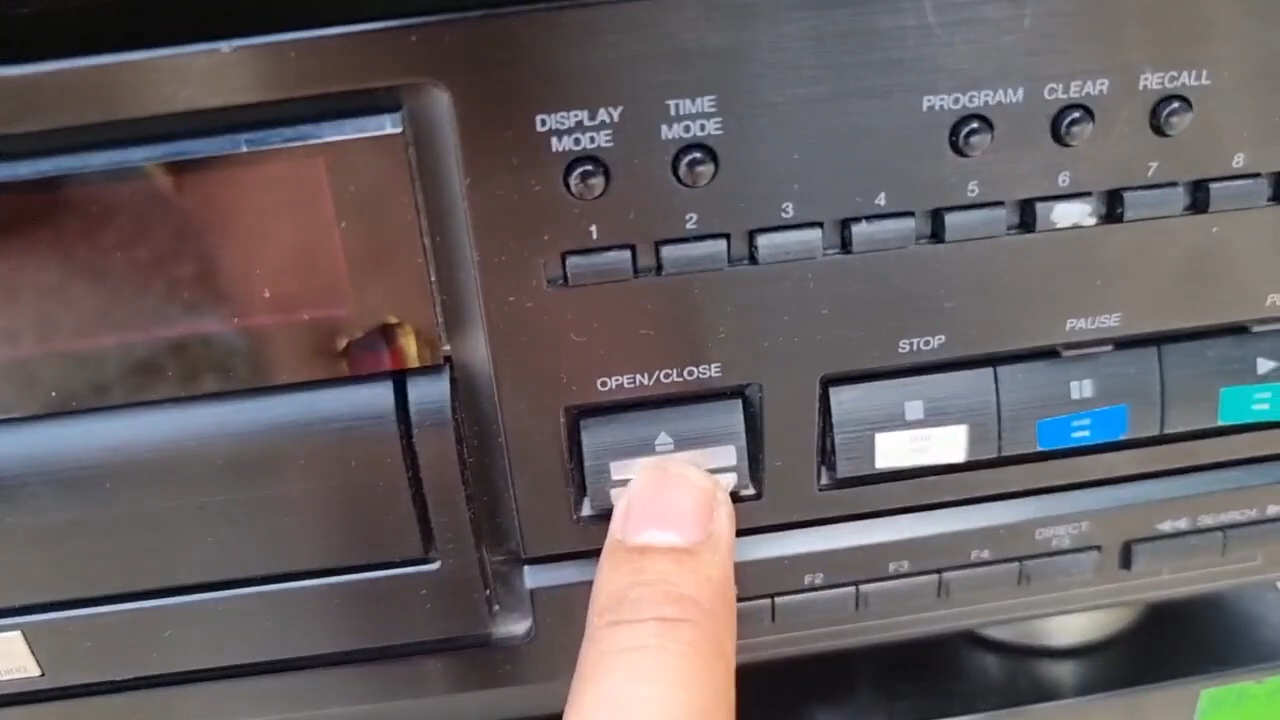 DISPLAY
MODE
TIME
MODE
PROGRAM
CLEAR
RECALL
1
2
3
4
5
6
7
8
OPEN/CLOSE
STOP
PAUSE
F2
F3
F4
DIRECT
F5
SEARCH